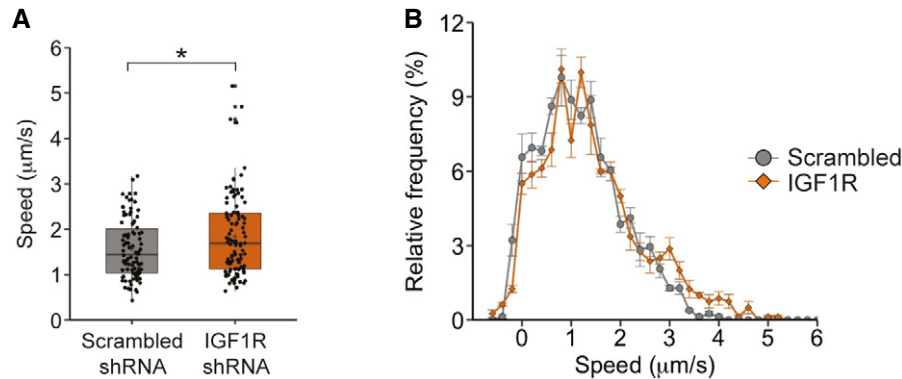 A
Speed (μm/s)
6
5
4
3
2
1
0
*
Scrambled
shRNA
IGF1R
shRNA
B
Relative frequency (%)
12
9
6
3
0
0 1 2 3 4 5 6
Speed (μm/s)
Scrambled
IGF1R